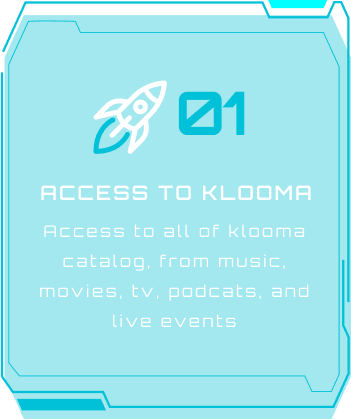 01
ACCESS TO KLOOMA
Access to all of klooma
catalog, from music,
movies, tv, podcats, and
live events